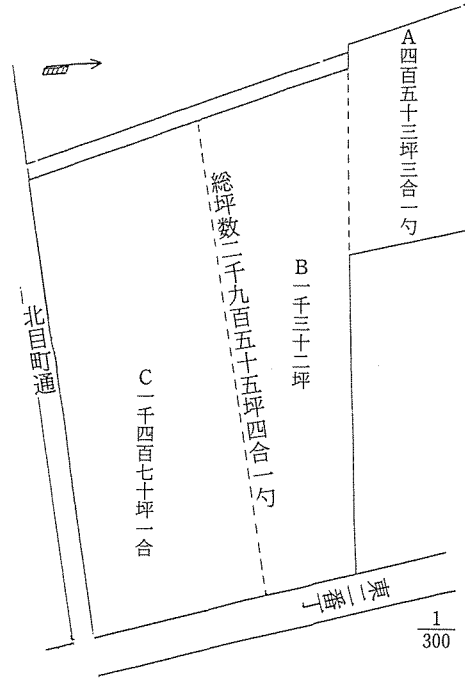 A四百五十三坪三合一勺
B一千三十二坪
総坪数二千九百五十五坪四合一勺
C一千四百七十坪一合
北目町通
東二番丁
1
300